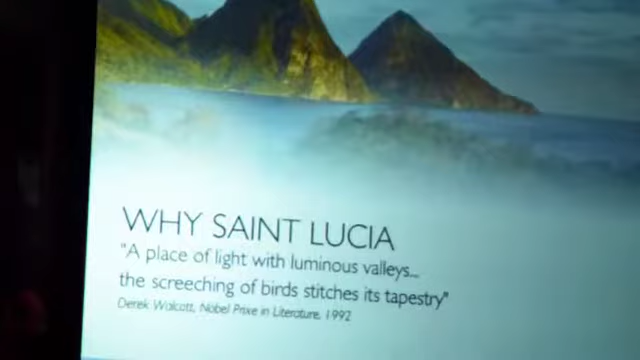 WHY SAINT LUCIA
"A place of light with luminous valleys...
the screeching of birds stitches its tapestry"
Derek Walcott, Nobel Prixe in Literature, 1992